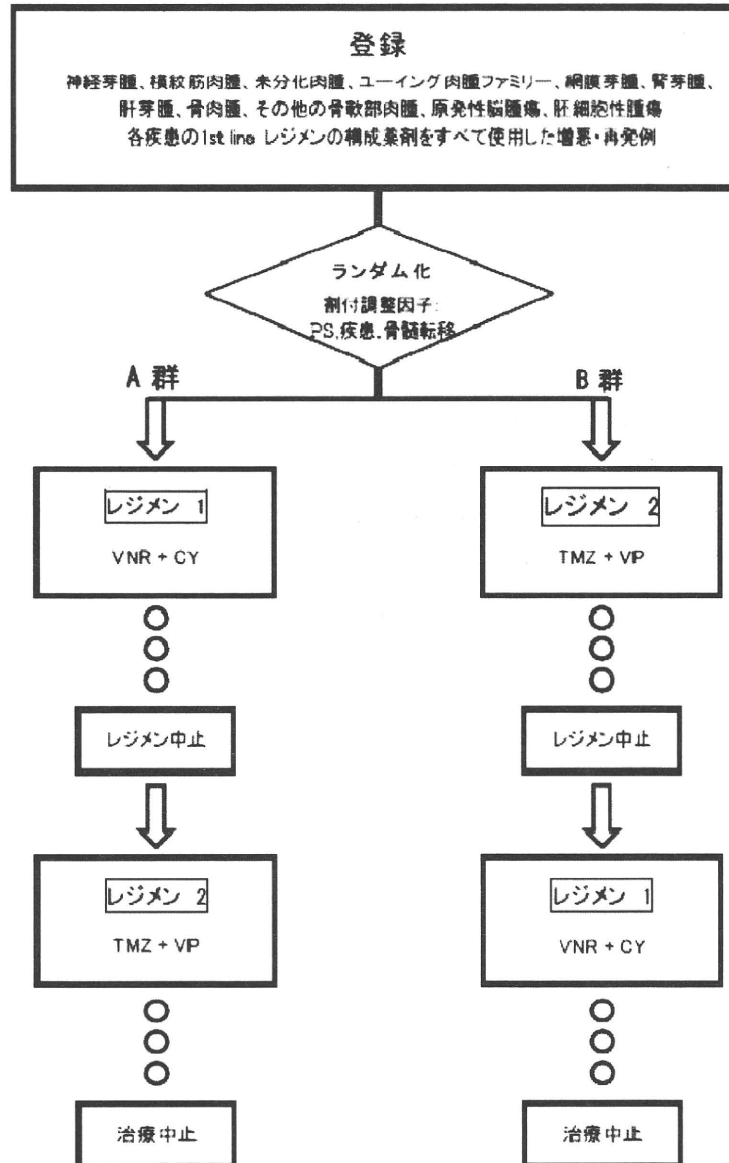 登録
神経芽腫、横紋筋肉腫、未分化肉腫、ユーイング肉腫ファミリー、網膜芽腫、腎芽腫、
肝芽腫、骨肉腫、その他の骨軟部肉腫、原発性脳腫瘍、胚細胞性腫瘍
各疾患の1st line レジメンの構成薬剤をすべて使用した増悪・再発例
ランダム化
割付調整因子:
PS,疾患,骨髄転移
A 群
B 群
レジメン 1
VNR + CY
レジメン 2
TMZ + VP
レジメン中止
レジメン中止
レジメン 2
TMZ + VP
レジメン 1
VNR + CY
治療中止
治療中止